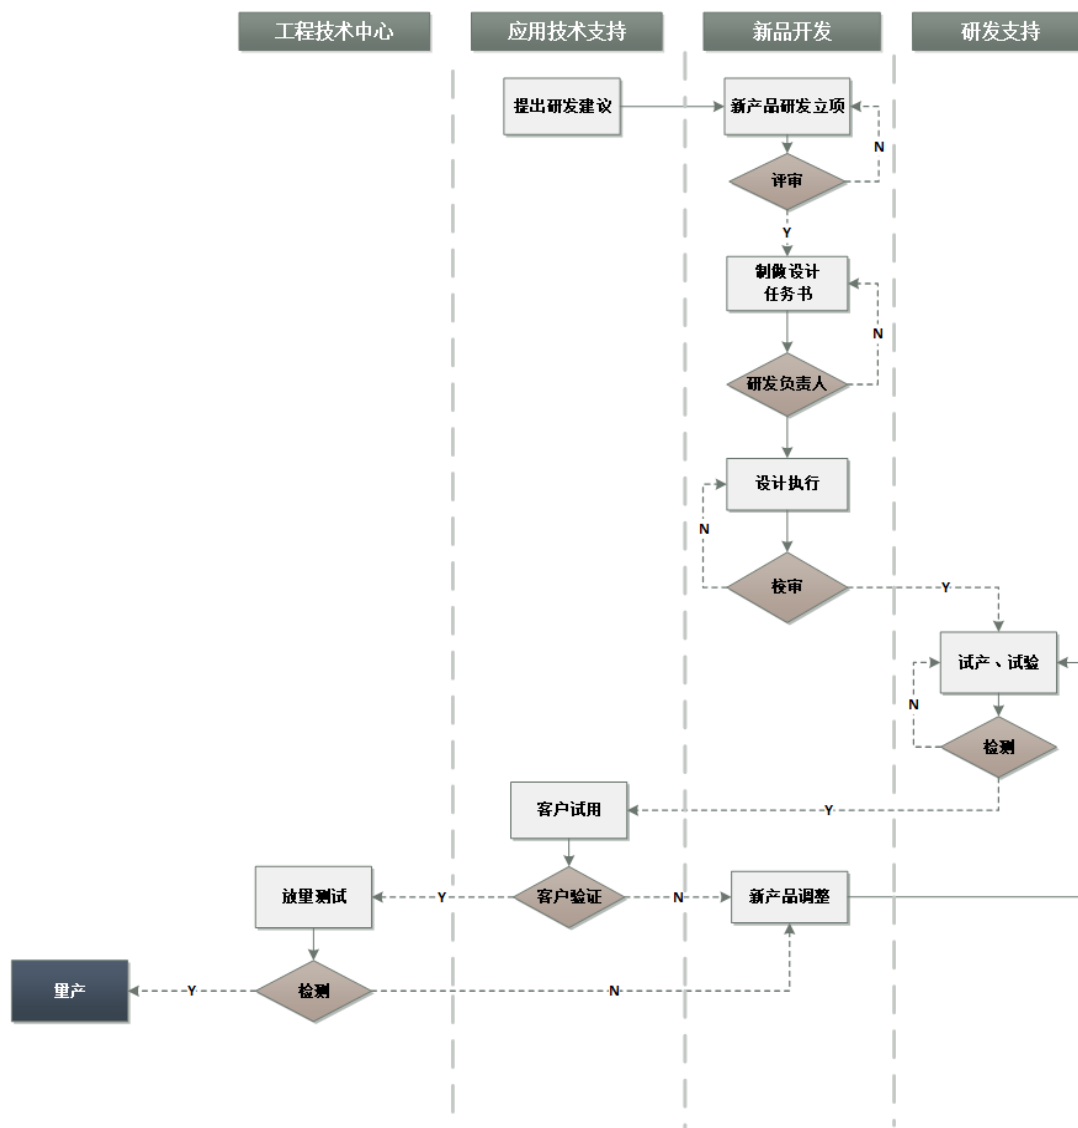 工程技术中心
应用技术支持
新品开发
研发支持
提出研发建议
新产品研发立项
N
评审
Y
制做设计
任务书
N
研发负责人
设计执行
N
校审
Y
试产、试验
N
检测
客户试用
Y
放量测试
Y
客户验证
N
新产品调整
量产
Y
检测
N